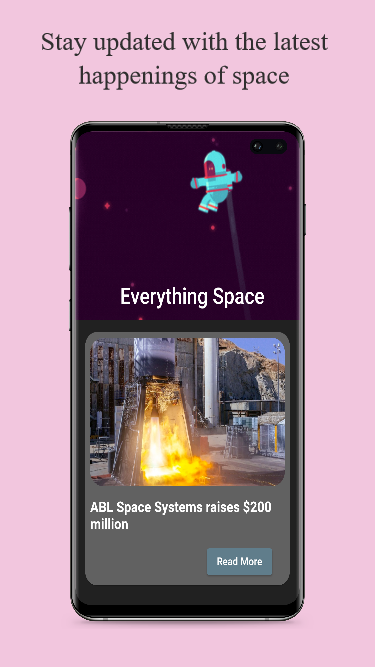 Stay updated with the latest
happenings of space
Everything Space
ABL Space Systems raises $200
million
Read More